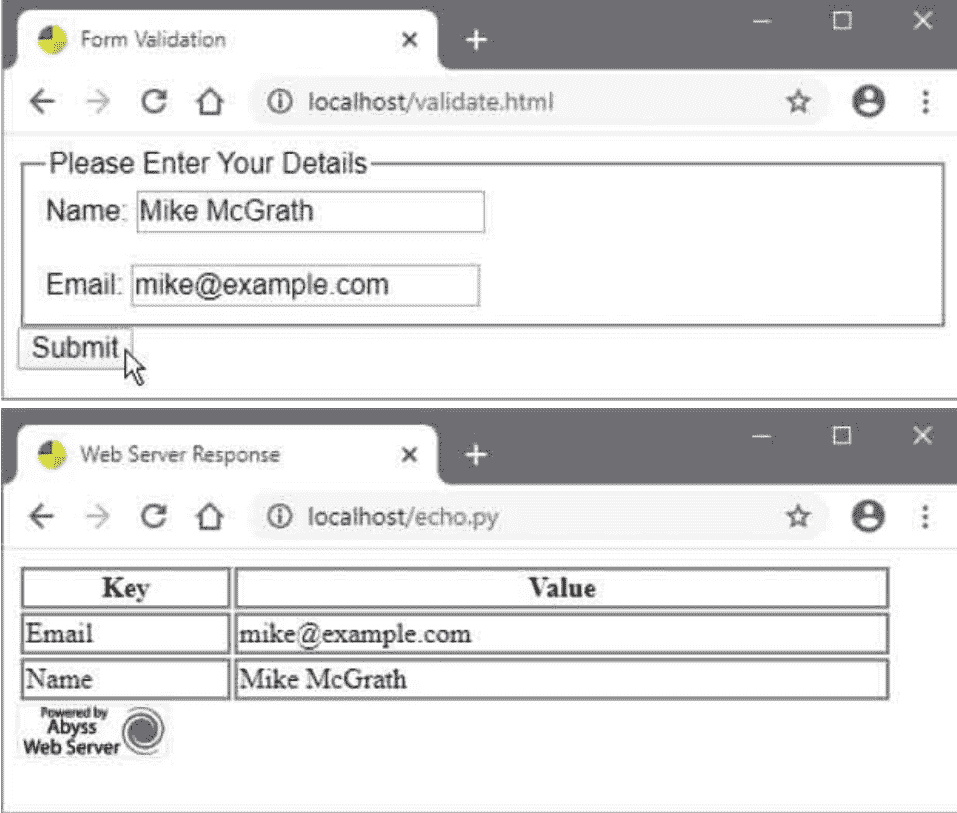 Form Validation
localhost/validate.html
Please Enter Your Details
Name: Mike McGrath
Email: mike@example.com
Submit
Web Server Response
localhost/echo.py
Key Value
Email mike@example.com
Name Mike McGrath
Powered by
Abyss
Web Server